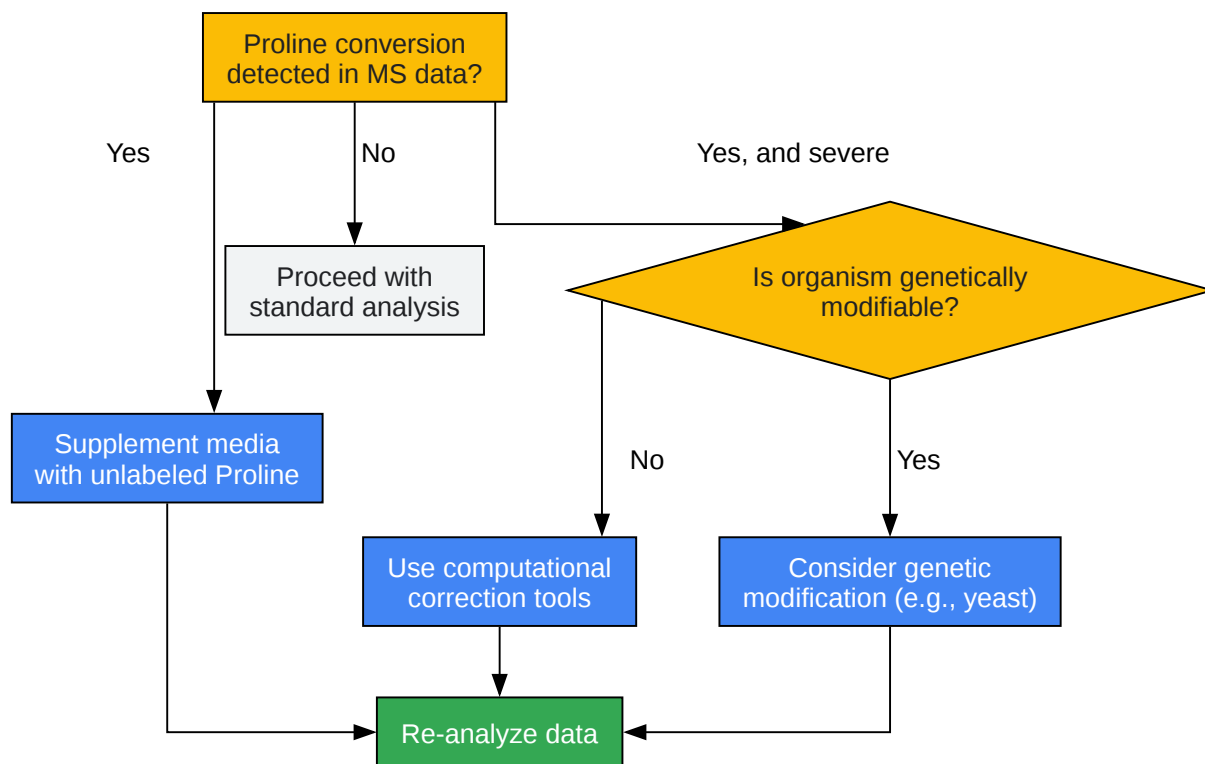 Proline conversion
detected in MS data?
Yes
No
Yes, and severe
Proceed with
standard analysis
Is organism genetically
modifiable?
Supplement media
with unlabeled Proline
No
Yes
Use computational
correction tools
Consider genetic
modification (e.g., yeast)
Re-analyze data